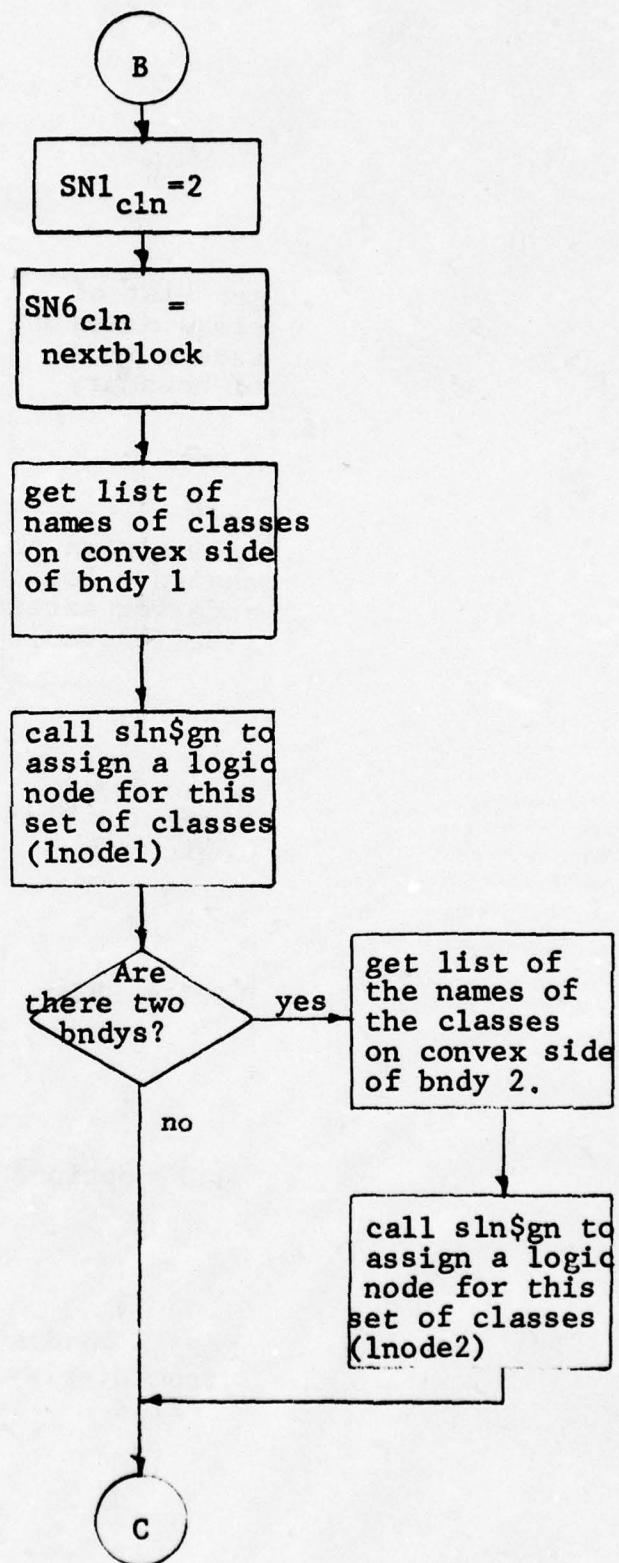 B
SN1cln=2
SN6cln =
nextblock
get list of
names of classes
on convex side
of bndy 1
call sln$gn to
assign a logic
node for this
set of classes
(lnode1)
Are
there two
bndys?
yes
no
get list of
the names of
the classes
on convex side
of bndy 2.
call sln$gn to
assign a logic
node for this
set of classes
(lnode2)
C